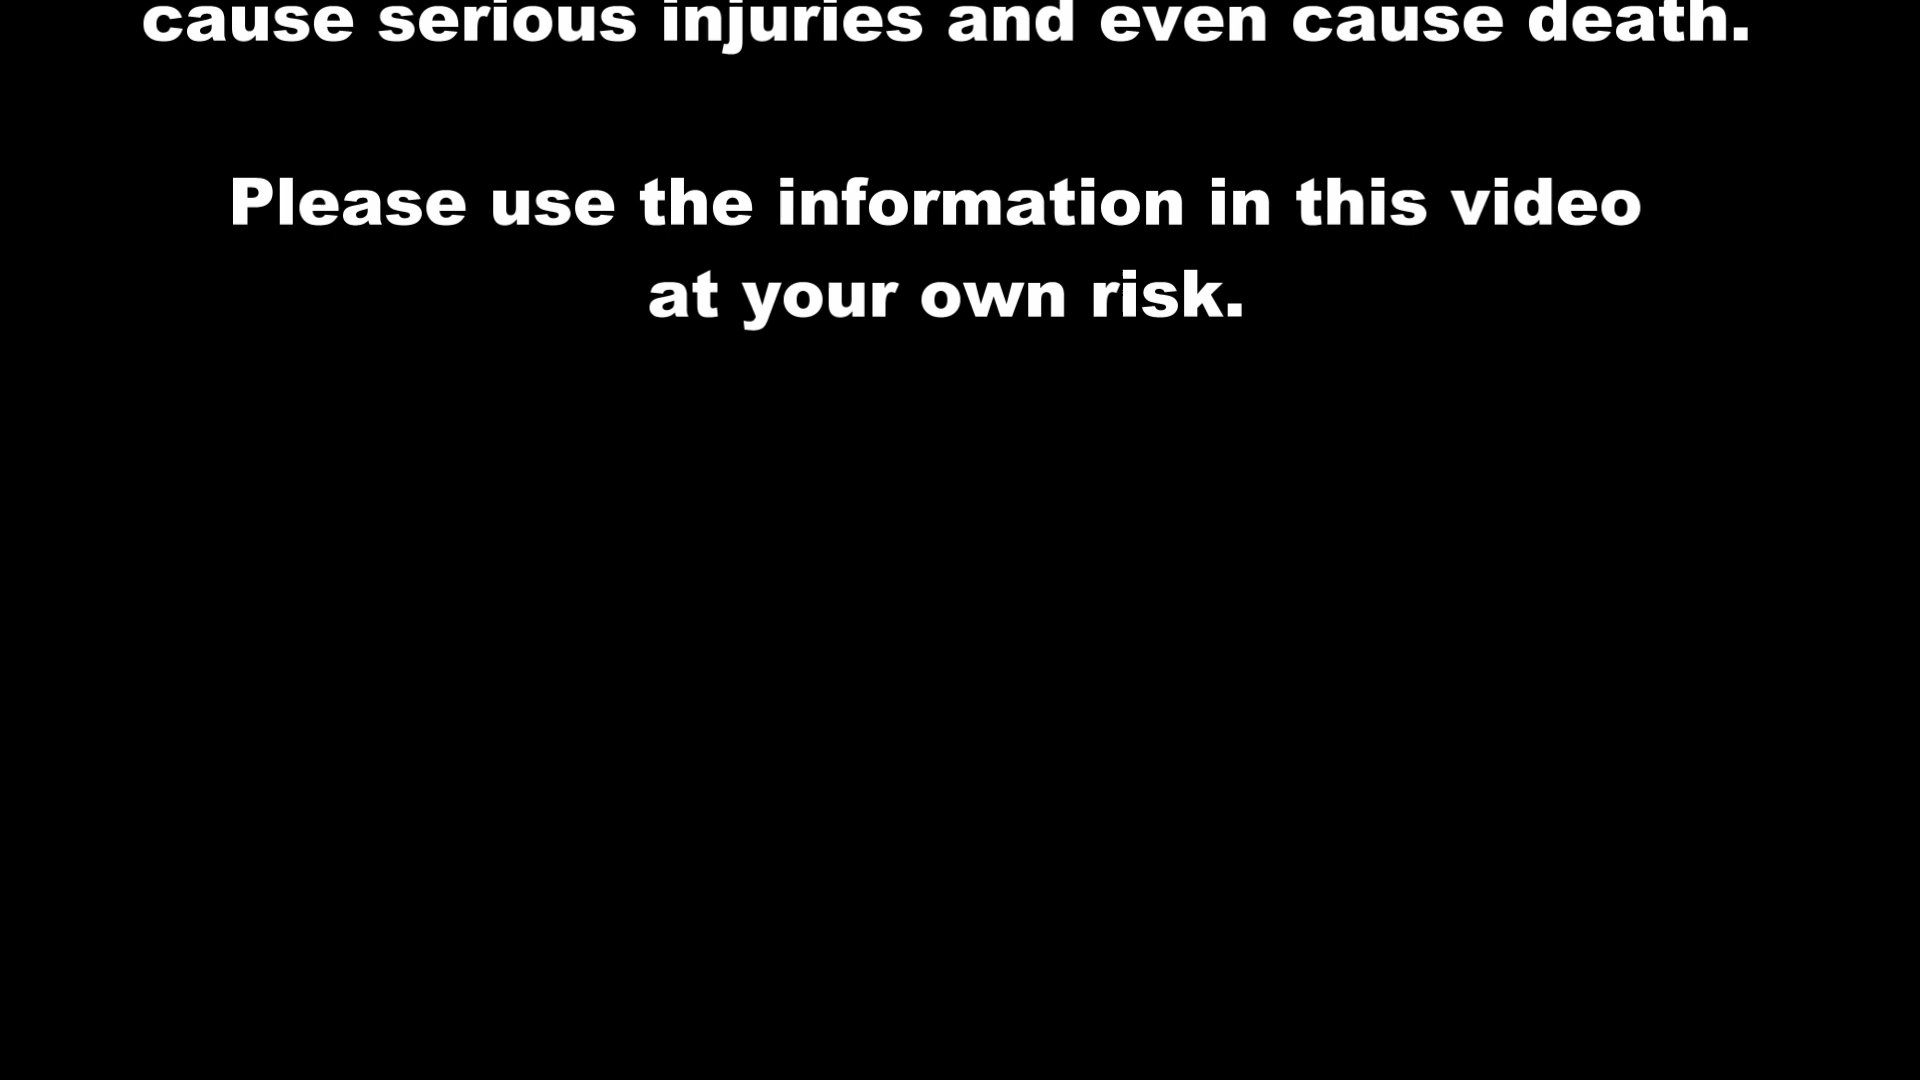 cause serious injuries and even cause death.
Please use the information in this video
at your own risk.